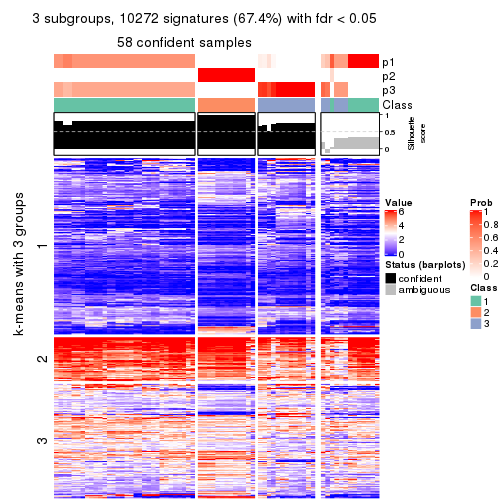 3 subgroups, 10272 signatures (67.4%) with fdr < 0.05
58 confident samples
p1
p2
p3
Class
1
0.5
0
Silhouette
score
k-means with 3 groups
1
2
3
Value
6
4
2
0
Status (barplots)
confident
ambiguous
Prob
1
0.8
0.6
0.4
0.2
0
Class
1
2
3